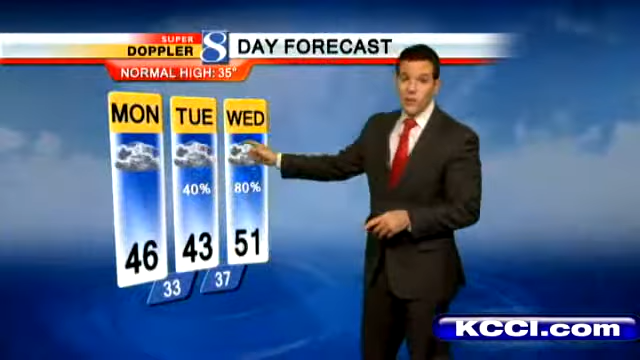 SUPER
DOPPLER 8 DAY FORECAST
NORMAL HIGH: 35°
MON TUE WED
40% 80%
46 43 51
33 37
KCCI.com